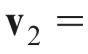 v₂ =